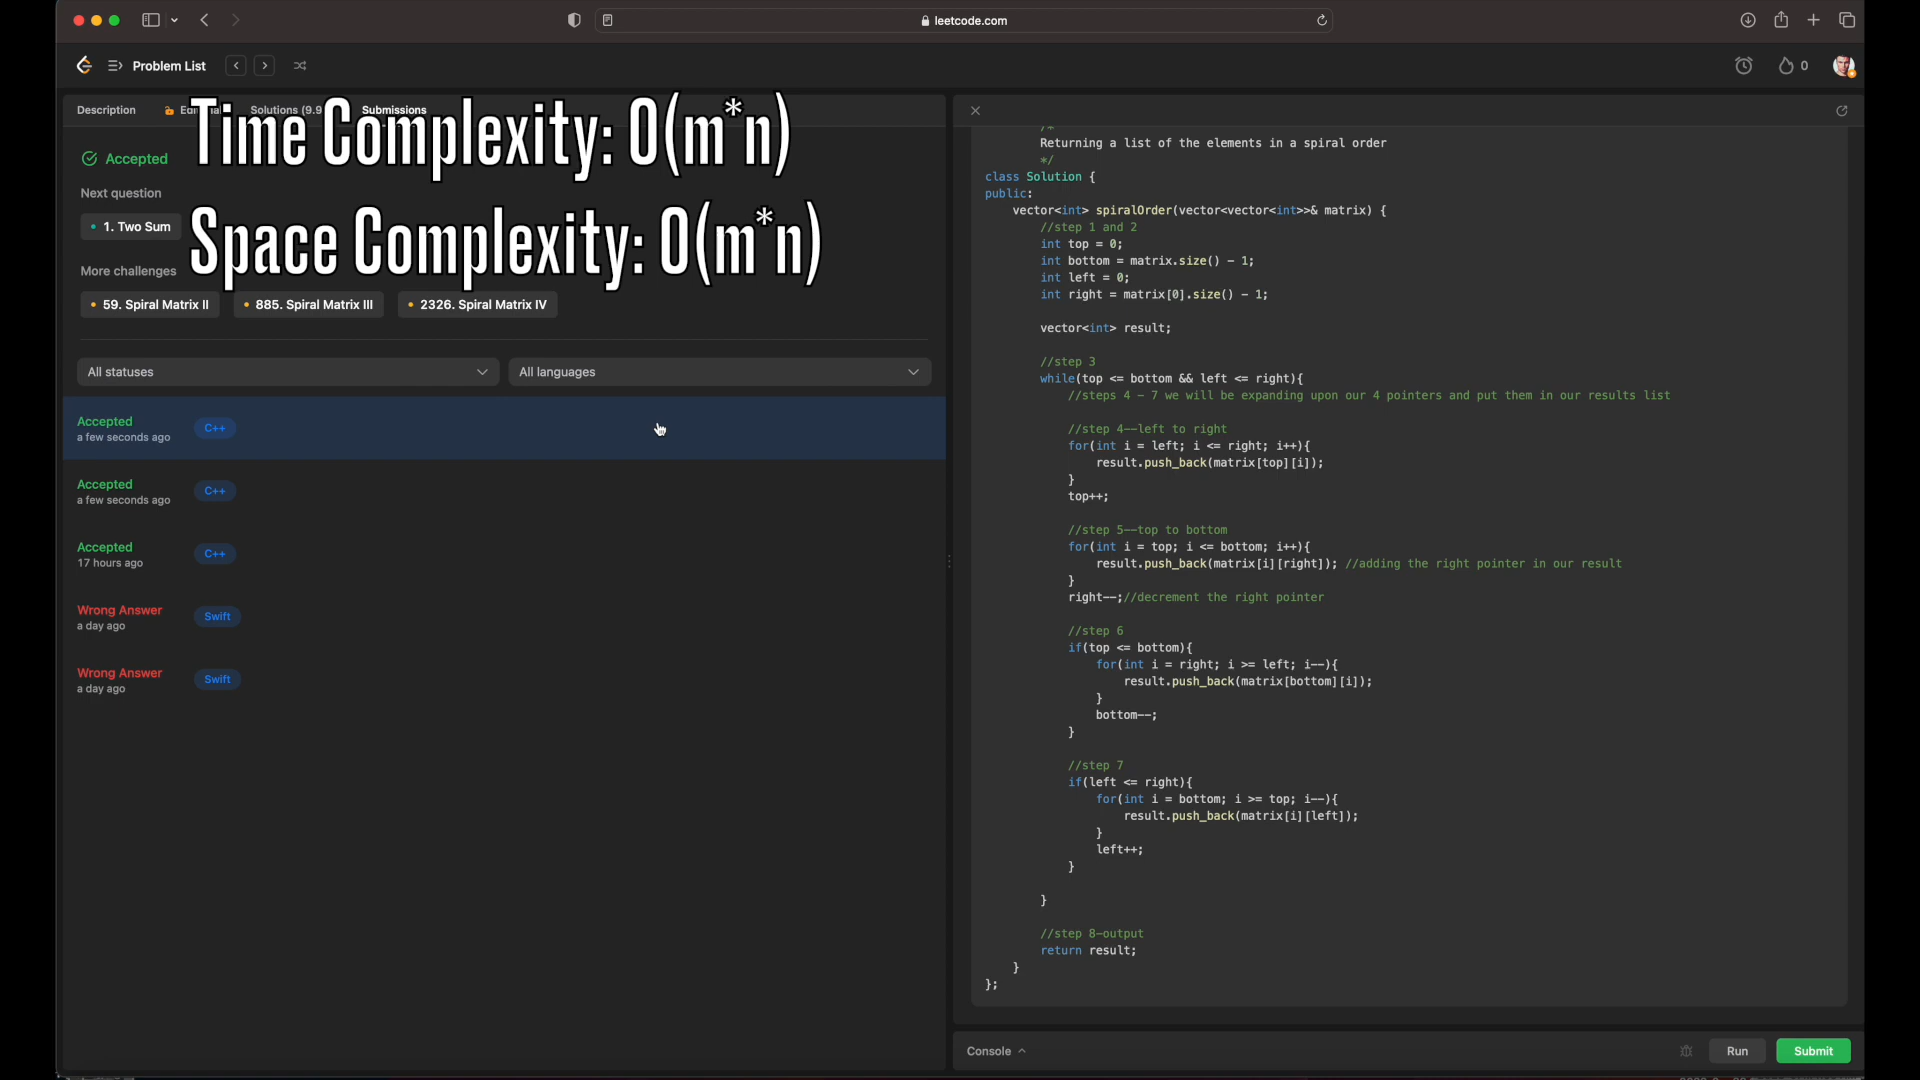 leetcode.com
Problem List
0
Description
Solutions (9.9
Submissions
Time Complexity: O(m*n)
Accepted
Next question
1. Two Sum
Space Complexity: O(m*n)
More challenges
59. Spiral Matrix II
885. Spiral Matrix III
2326. Spiral Matrix IV
All statuses
All languages
Accepted
a few seconds ago
C++
Accepted
a few seconds ago
C++
Accepted
17 hours ago
C++
Wrong Answer
a day ago
Swift
Wrong Answer
a day ago
Swift
/*
Returning a list of the elements in a spiral order
*/
class Solution {
public:
vector<int> spiralOrder(vector<vector<int>>& matrix) {
//step 1 and 2
int top = 0;
int bottom = matrix.size() - 1;
int left = 0;
int right = matrix[0].size() - 1;
vector<int> result;
//step 3
while(top <= bottom && left <= right){
//steps 4 - 7 we will be expanding upon our 4 pointers and put them in our results list
//step 4--left to right
for(int i = left; i <= right; i++){
result.push_back(matrix[top][i]);
}
top++;
//step 5--top to bottom
for(int i = top; i <= bottom; i++){
result.push_back(matrix[i][right]); //adding the right pointer in our result
}
right--;//decrement the right pointer
//step 6
if(top <= bottom){
for(int i = right; i >= left; i--){
result.push_back(matrix[bottom][i]);
}
bottom--;
}
//step 7
if(left <= right){
for(int i = bottom; i >= top; i--){
result.push_back(matrix[i][left]);
}
left++;
}
}
//step 8-output
return result;
}
};
Console
Run
Submit